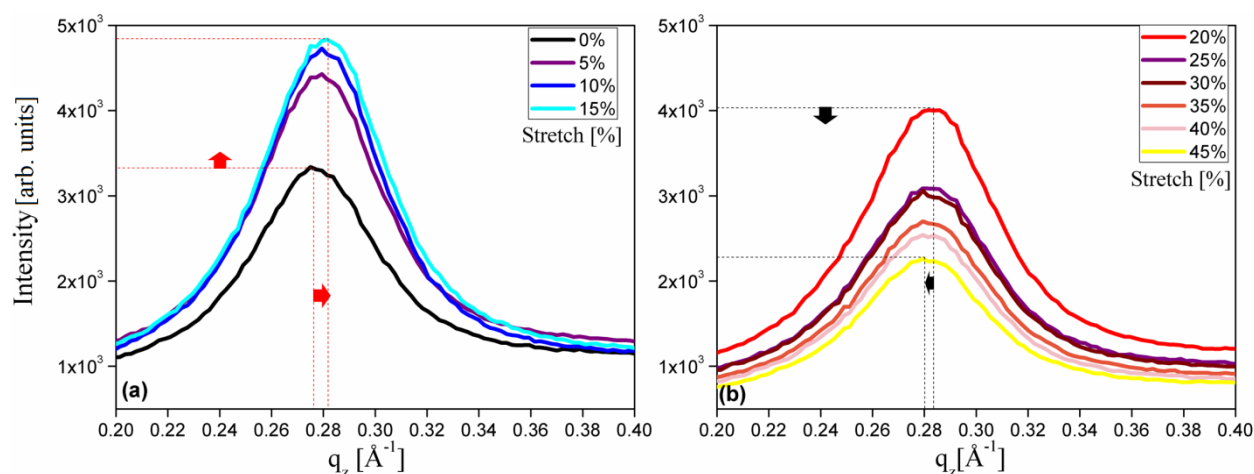 5x10³
4x10³
3x10³
2x10³
1x10³
Intensity [arb. units]
0%
5%
10%
15%
Stretch [%]
(a)
0.20 0.22 0.24 0.26 0.28 0.30 0.32 0.34 0.36 0.38 0.40
q_z [Å⁻¹]
5x10³
4x10³
3x10³
2x10³
1x10³
20%
25%
30%
35%
40%
45%
Stretch [%]
(b)
0.20 0.22 0.24 0.26 0.28 0.30 0.32 0.34 0.36 0.38 0.40
q_z[Å⁻¹]